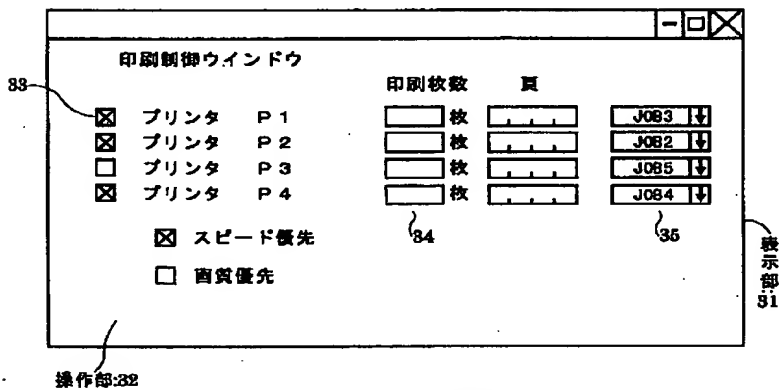 印刷制御ウインドウ
印刷枚数 頁
33
プリンタ P1 枚 JOB3
プリンタ P2 枚 JOB2
プリンタ P3 枚 JOB5
プリンタ P4 枚 JOB4
スピード優先 34 35
画質優先
表示部:31
操作部:32